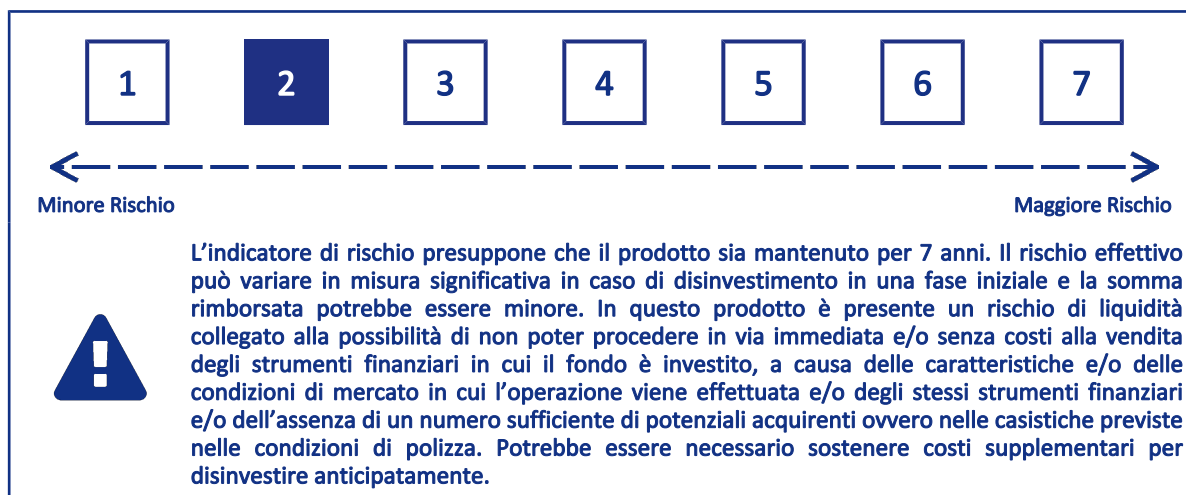 1 2 3 4 5 6 7
Minore Rischio Maggiore Rischio
L’indicatore di rischio presuppone che il prodotto sia mantenuto per 7 anni. Il rischio effettivo
può variare in misura significativa in caso di disinvestimento in una fase iniziale e la somma
rimborsata potrebbe essere minore. In questo prodotto è presente un rischio di liquidità
collegato alla possibilità di non poter procedere in via immediata e/o senza costi alla vendita
degli strumenti finanziari in cui il fondo è investito, a causa delle caratteristiche e/o delle
condizioni di mercato in cui l’operazione viene effettuata e/o degli stessi strumenti finanziari
e/o dell’assenza di un numero sufficiente di potenziali acquirenti ovvero nelle casistiche previste
nelle condizioni di polizza. Potrebbe essere necessario sostenere costi supplementari per
disinvestire anticipatamente.